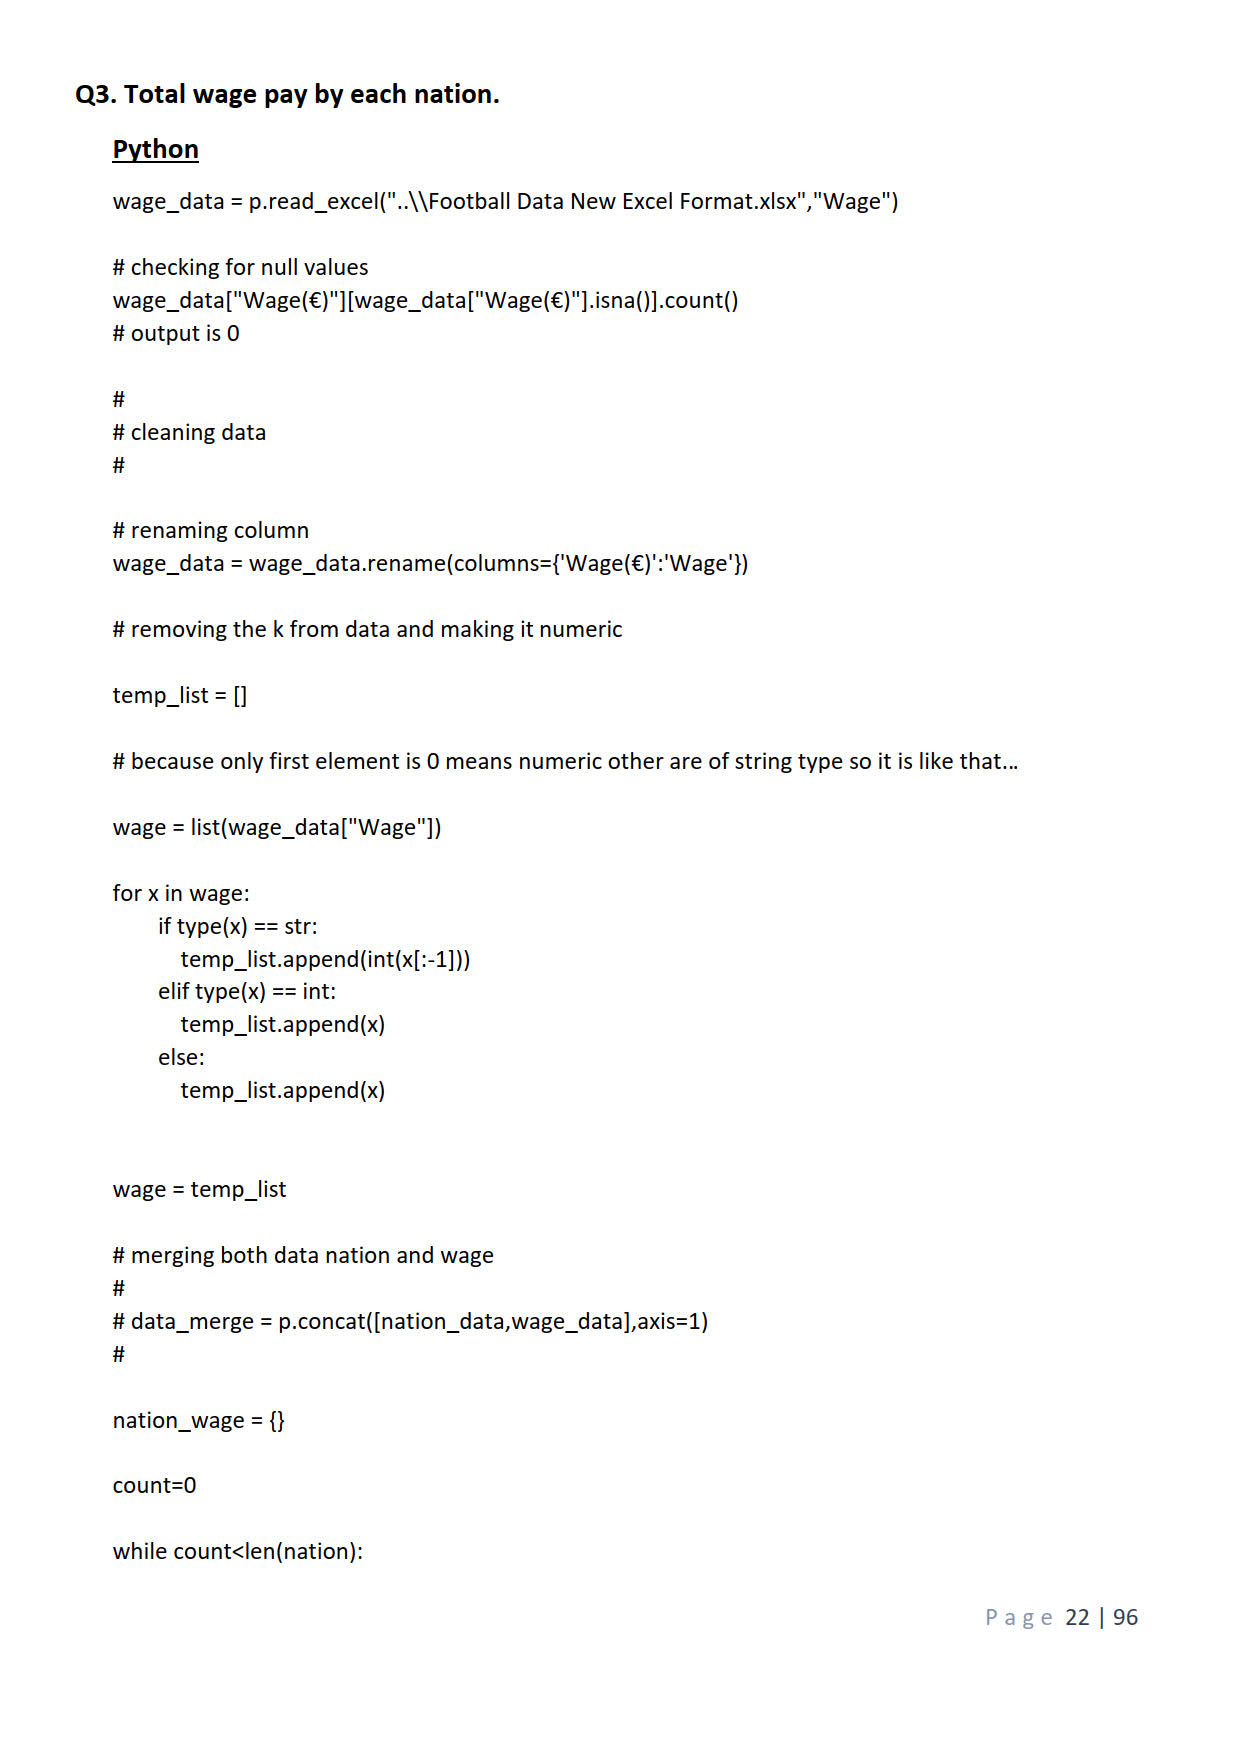 Q3. Total wage pay by each nation.
Python
wage_data = p.read_excel("..\\Football Data New Excel Format.xlsx","Wage")
# checking for null values
wage_data["Wage(€)"][wage_data["Wage(€)"].isna()].count()
# output is 0
#
# cleaning data
#
# renaming column
wage_data = wage_data.rename(columns={'Wage(€)':'Wage'})
# removing the k from data and making it numeric
temp_list = []
# because only first element is 0 means numeric other are of string type so it is like that...
wage = list(wage_data["Wage"])
for x in wage:
    if type(x) == str:
      temp_list.append(int(x[:-1]))
    elif type(x) == int:
      temp_list.append(x)
    else:
      temp_list.append(x)
wage = temp_list
# merging both data nation and wage
#
# data_merge = p.concat([nation_data,wage_data],axis=1)
#
nation_wage = {}
count=0
while count<len(nation):
Page 22 | 96